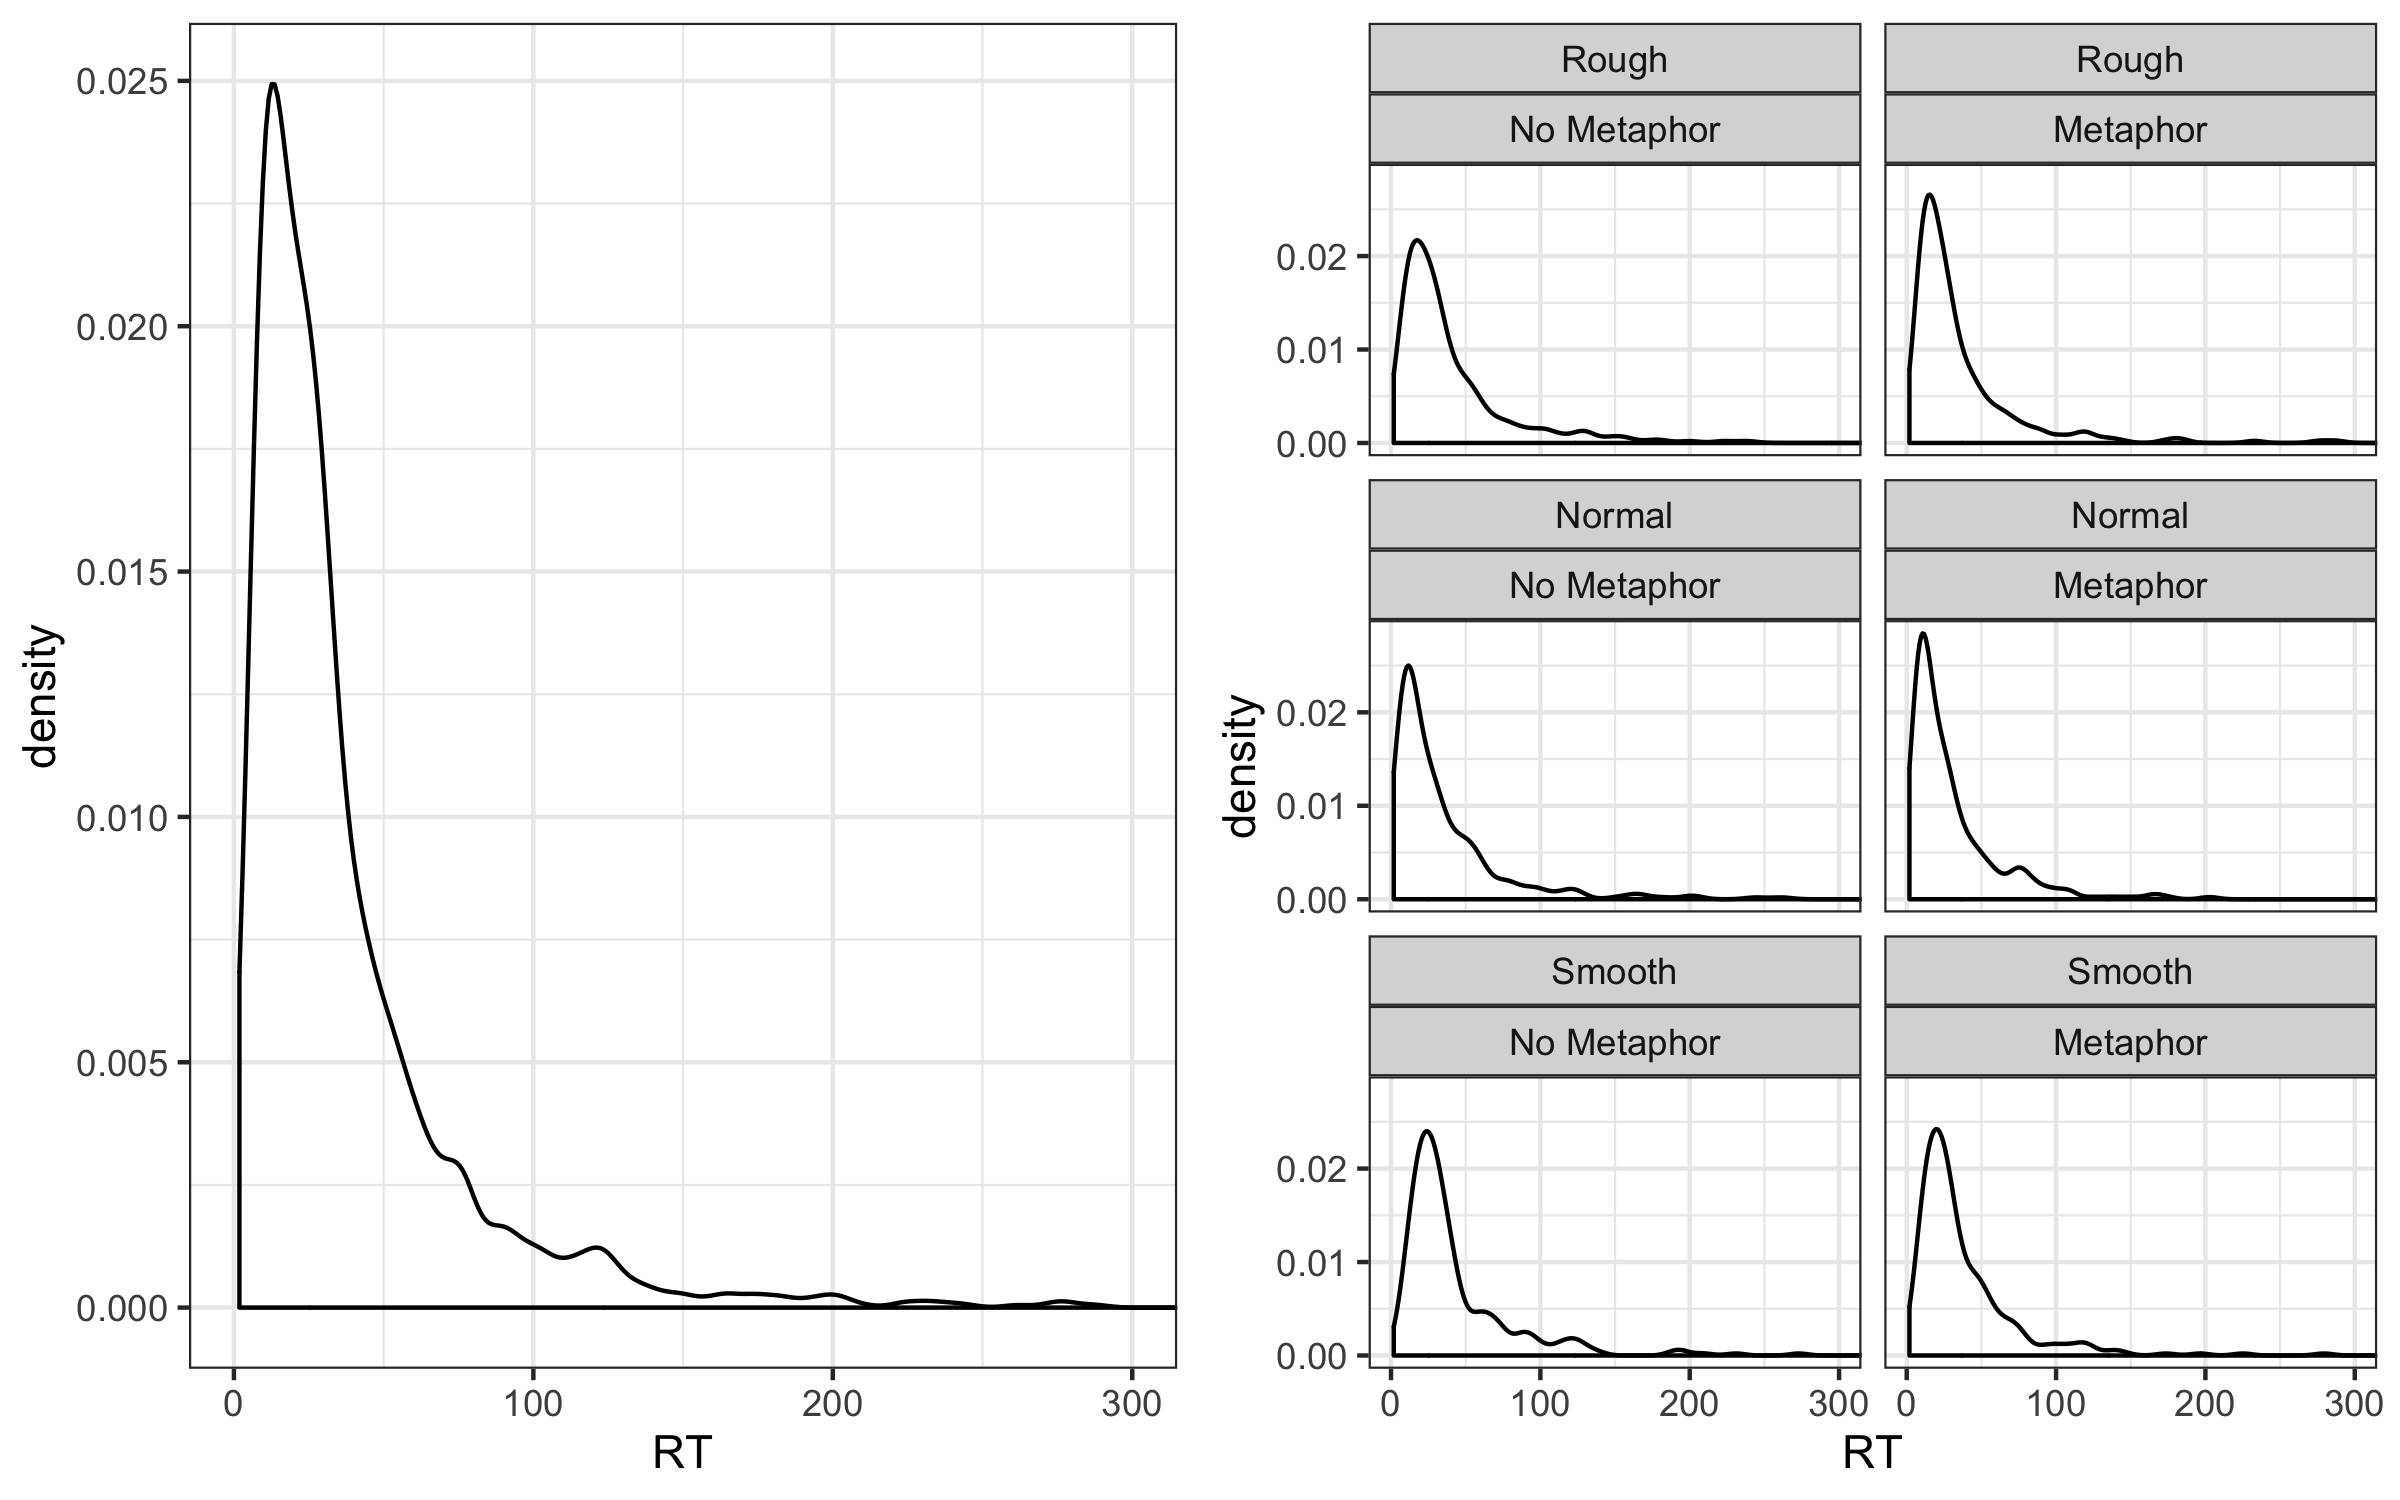 density
0.025
0.020
0.015
0.010
0.005
0.000
0 100 200 300
RT
Rough Rough
No Metaphor Metaphor
0.02
0.01
0.00
Normal Normal
No Metaphor Metaphor
density
0.02
0.01
0.00
Smooth Smooth
No Metaphor Metaphor
0.02
0.01
0.00
0 100 200 300 0 100 200 300
RT